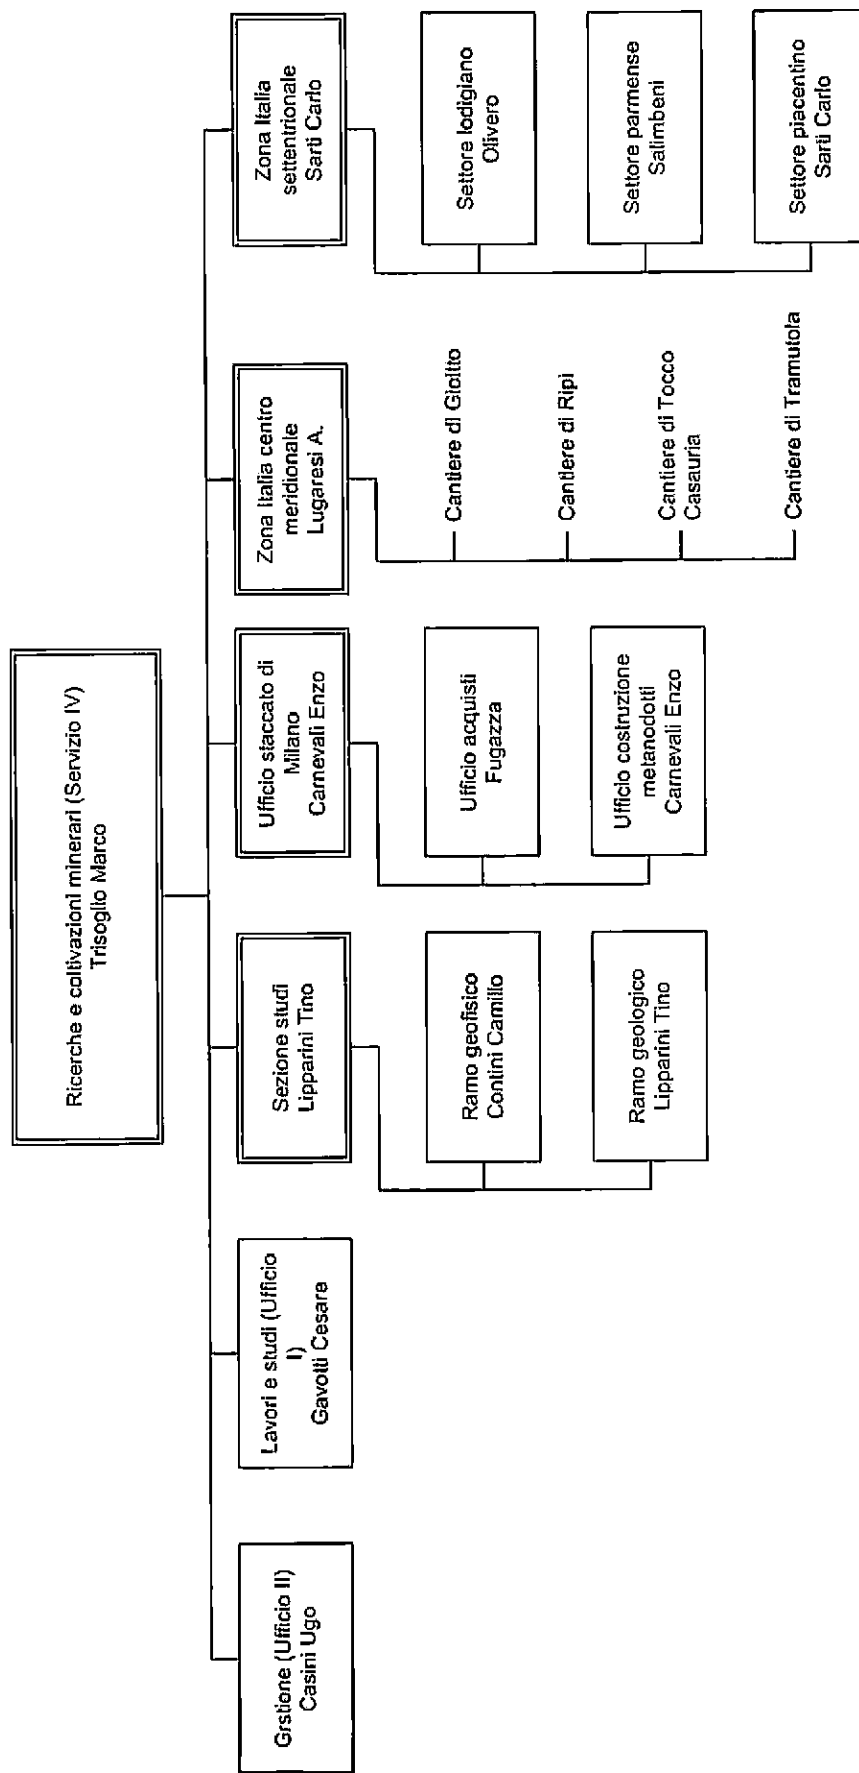 Ricerche e coltivazioni minerari (Servizio IV)
Trisoglio Marco
Grstione (Ufficio II)
Casini Ugo
Lavori e studi (Ufficio
I)
Gavotti Cesare
Sezione studi
Lipparini Tino
Ramo geofisico
Contini Camillo
Ramo geologico
Lipparini Tino
Ufficio staccato di
Milano
Carnevali Enzo
Ufficio acquisti
Fugazza
Ufficio costruzione
metanodotti
Carnevali Enzo
Zona Italia centro
meridionale
Lugaresi A.
Cantiere di Gioitto
Cantiere di Ripi
Cantiere di Tocco
Casauria
Cantiere di Tramutola
Zona Italia
settentrionale
Sarti Carlo
Settore lodigiano
Olivero
Settore parmense
Salimbeni
Settore piacentino
Sarti Carlo